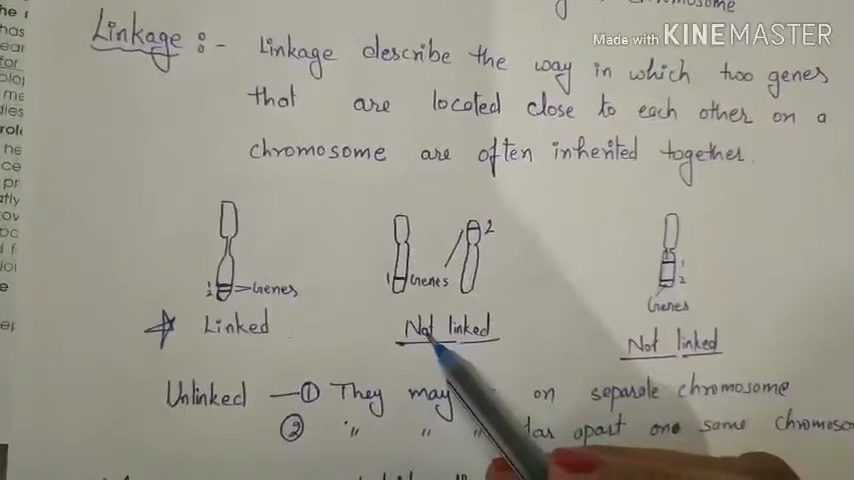 chromosome
Made with KINEMASTER
Linkage :- Linkage describe the way in which two genes
that are located close to each other on a
chromosome are often inherited together.
1 2 Genes
1 Genes 2
1 2 Genes
Linked
Not linked
Not linked
Unlinked — ① They may on separate chromosome
② " " " far apart one same